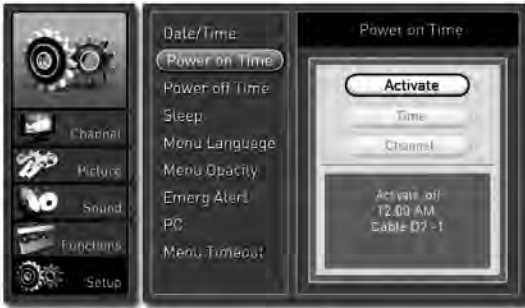 Channel
Picture
Sound
Functions
Setup
Date/Time
Power on Time
Power off Time
Sleep
Menu Language
Menu Opacity
Emerg Alert
PC
Menu Timeout
Power on Time
Activate
Time
Channel
Activate off
12:00 AM
Cable D7 -1